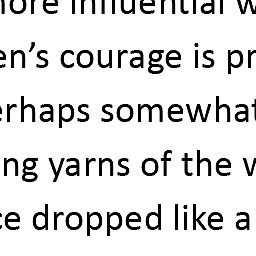 more influential w
en's courage is pr
erhaps somewhat
ng yarns of the w
ce dropped like a